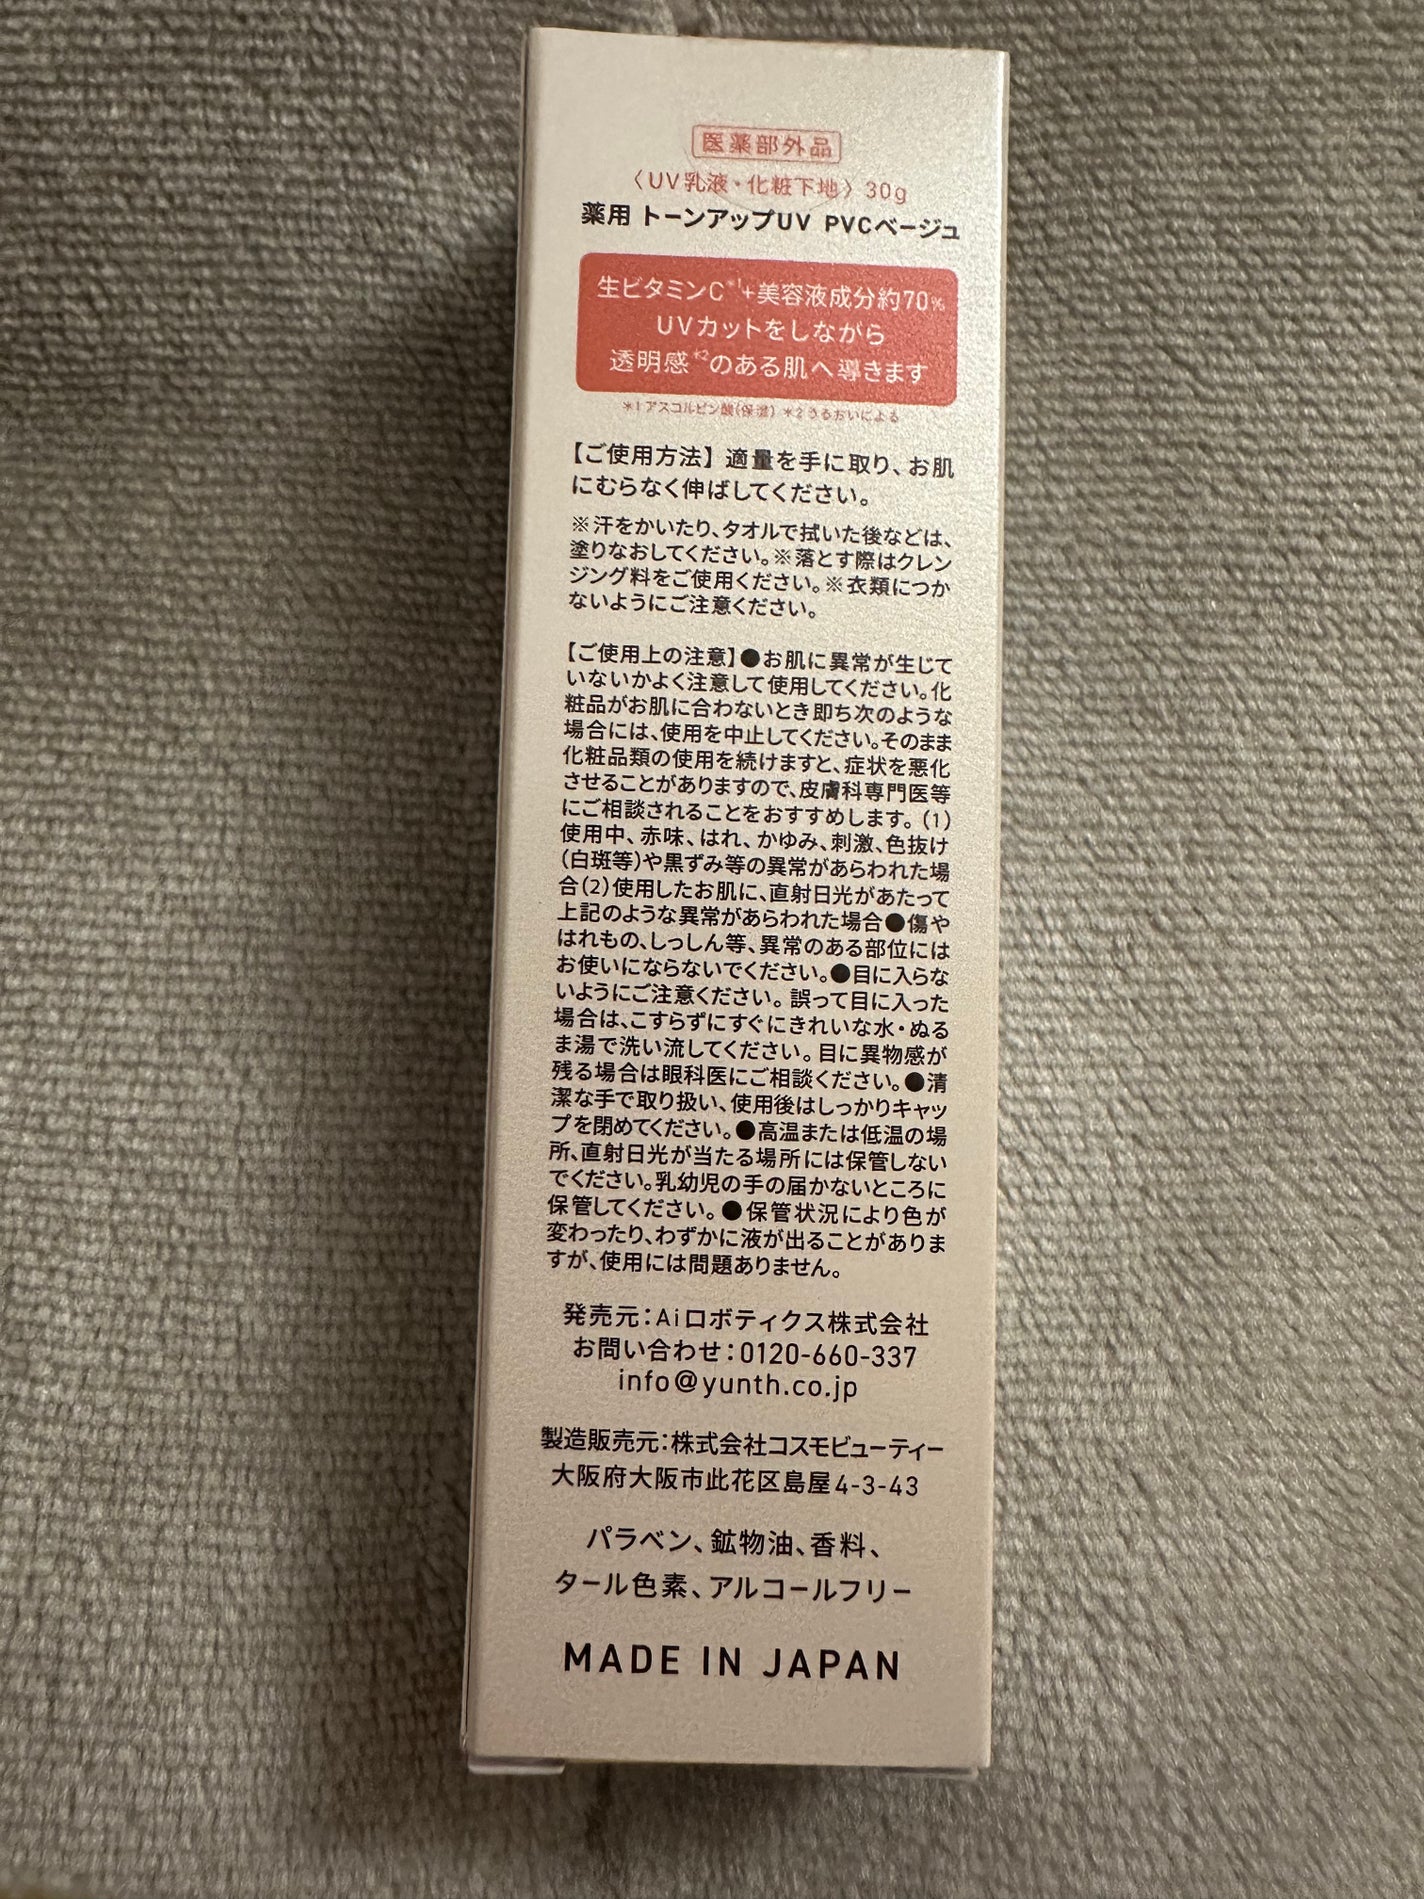 医薬部外品
〈UV乳液・化粧下地〉30g
薬用 トーンアップUV PVCベージュ
生ビタミンC*1+美容液成分約70%
UVカットをしながら
透明感*2のある肌へ導きます
*1 アスコルビン酸(保湿) *2 うるおいによる
【ご使用方法】適量を手に取り、お肌
にむらなく伸ばしてください。
※汗をかいたり、タオルで拭いた後などは、
塗りなおしてください。※落とす際はクレン
ジング料をご使用ください。※衣類につか
ないようにご注意ください。
【ご使用上の注意】●お肌に異常が生じて
いないかよく注意して使用してください。化
粧品がお肌に合わないとき即ち次のような
場合には、使用を中止してください。そのまま
化粧品類の使用を続けますと、症状を悪化
させることがありますので、皮膚科専門医等
にご相談されることをおすすめします。(1)
使用中、赤味、はれ、かゆみ、刺激、色抜け
(白斑等)や黒ずみ等の異常があらわれた場
合(2)使用したお肌に、直射日光があたって
上記のような異常があらわれた場合●傷や
はれもの、しっしん等、異常のある部位には
お使いにならないでください。●目に入らな
いようにご注意ください。誤って目に入った
場合は、こすらずにすぐにきれいな水・ぬる
ま湯で洗い流してください。目に異物感が
残る場合は眼科医にご相談ください。●清
潔な手で取り扱い、使用後はしっかりキャッ
プを閉めてください。●高温または低温の場
所、直射日光が当たる場所には保管しない
でください。乳幼児の手の届かないところに
保管してください。●保管状況により色が
変わったり、わずかに液が出ることがありま
すが、使用には問題ありません。
発売元：Aiロボティクス株式会社
お問い合わせ：0120-660-337
info@yunth.co.jp
製造販売元：株式会社コスモビューティー
大阪府大阪市此花区島屋4-3-43
パラベン、鉱物油、香料、
タール色素、アルコールフリー
MADE IN JAPAN